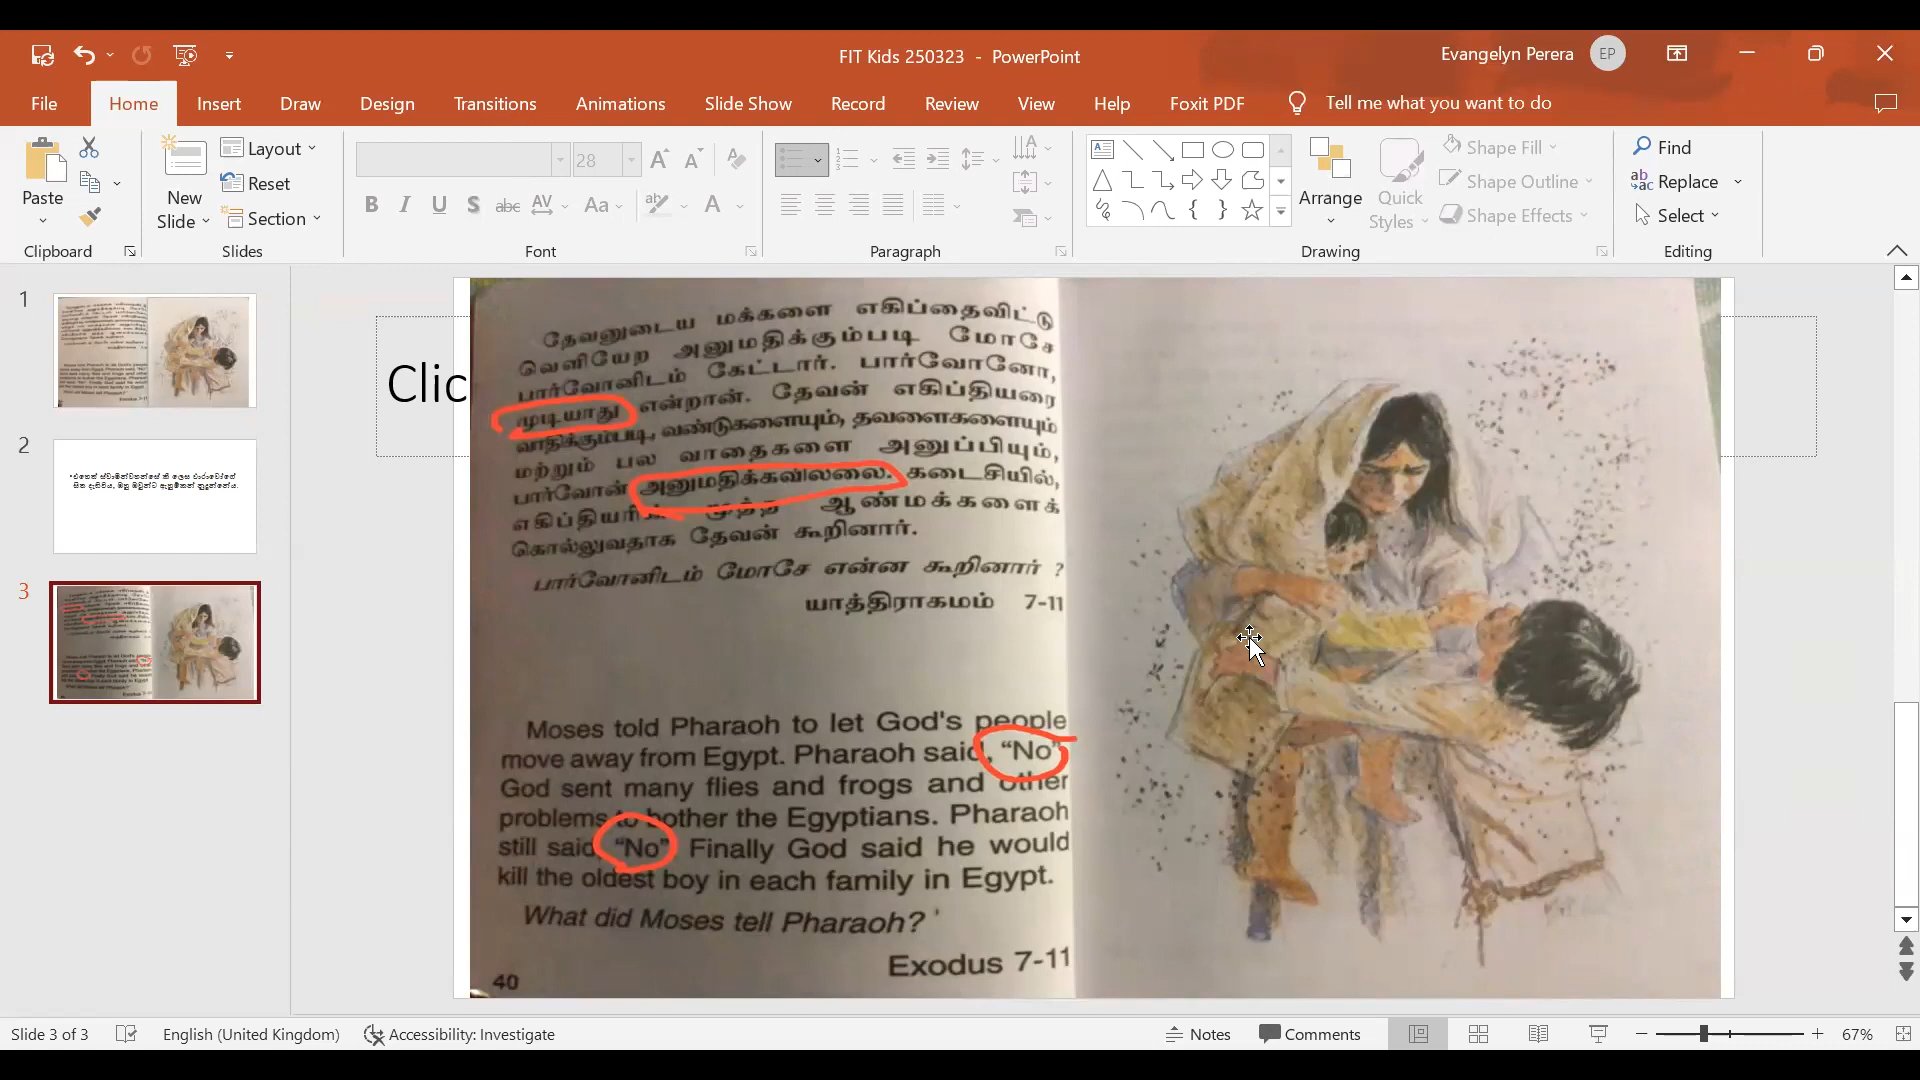 FIT Kids 250323 - PowerPoint
Evangelyn Perera
EP
File
Home
Insert
Draw
Design
Transitions
Animations
Slide Show
Record
Review
View
Help
Foxit PDF
Tell me what you want to do
Paste
New
Slide
Layout
Reset
Section
28
B I U S abc AV Aa A
Arrange
Quick
Styles
Shape Fill
Shape Outline
Shape Effects
Find
Replace
Select
Clipboard
Slides
Font
Paragraph
Drawing
Editing
1
2
3
Clic
தேவனுடைய மக்களை எகிப்தைவிட்டு
வெளியேற அனுமதிக்கும்படி மோசே
பார்வோனிடம் கேட்டார். பார்வோனோ,
முடியாது என்றான். தேவன் எகிப்தியரை
வாதிக்கும்படி, வண்டுகளையும், தவளைகளையும்
மற்றும் பல வாதைகளை அனுப்பியும்,
பார்வோன் அனுமதிக்கவில்லை. கடைசியில்,
எகிப்தியரின் மூத்த ஆண்மக்களைக்
கொல்லுவதாக தேவன் கூறினார்.
பார்வோனிடம் மோசே என்ன கூறினார் ?
யாத்திராகமம் 7-11
Moses told Pharaoh to let God's people
move away from Egypt. Pharaoh said, “No”
God sent many flies and frogs and other
problems to bother the Egyptians. Pharaoh
still said, “No” Finally God said he would
kill the oldest boy in each family in Egypt.
What did Moses tell Pharaoh?
Exodus 7-11
40
Slide 3 of 3
English (United Kingdom)
Accessibility: Investigate
Notes
Comments
67%